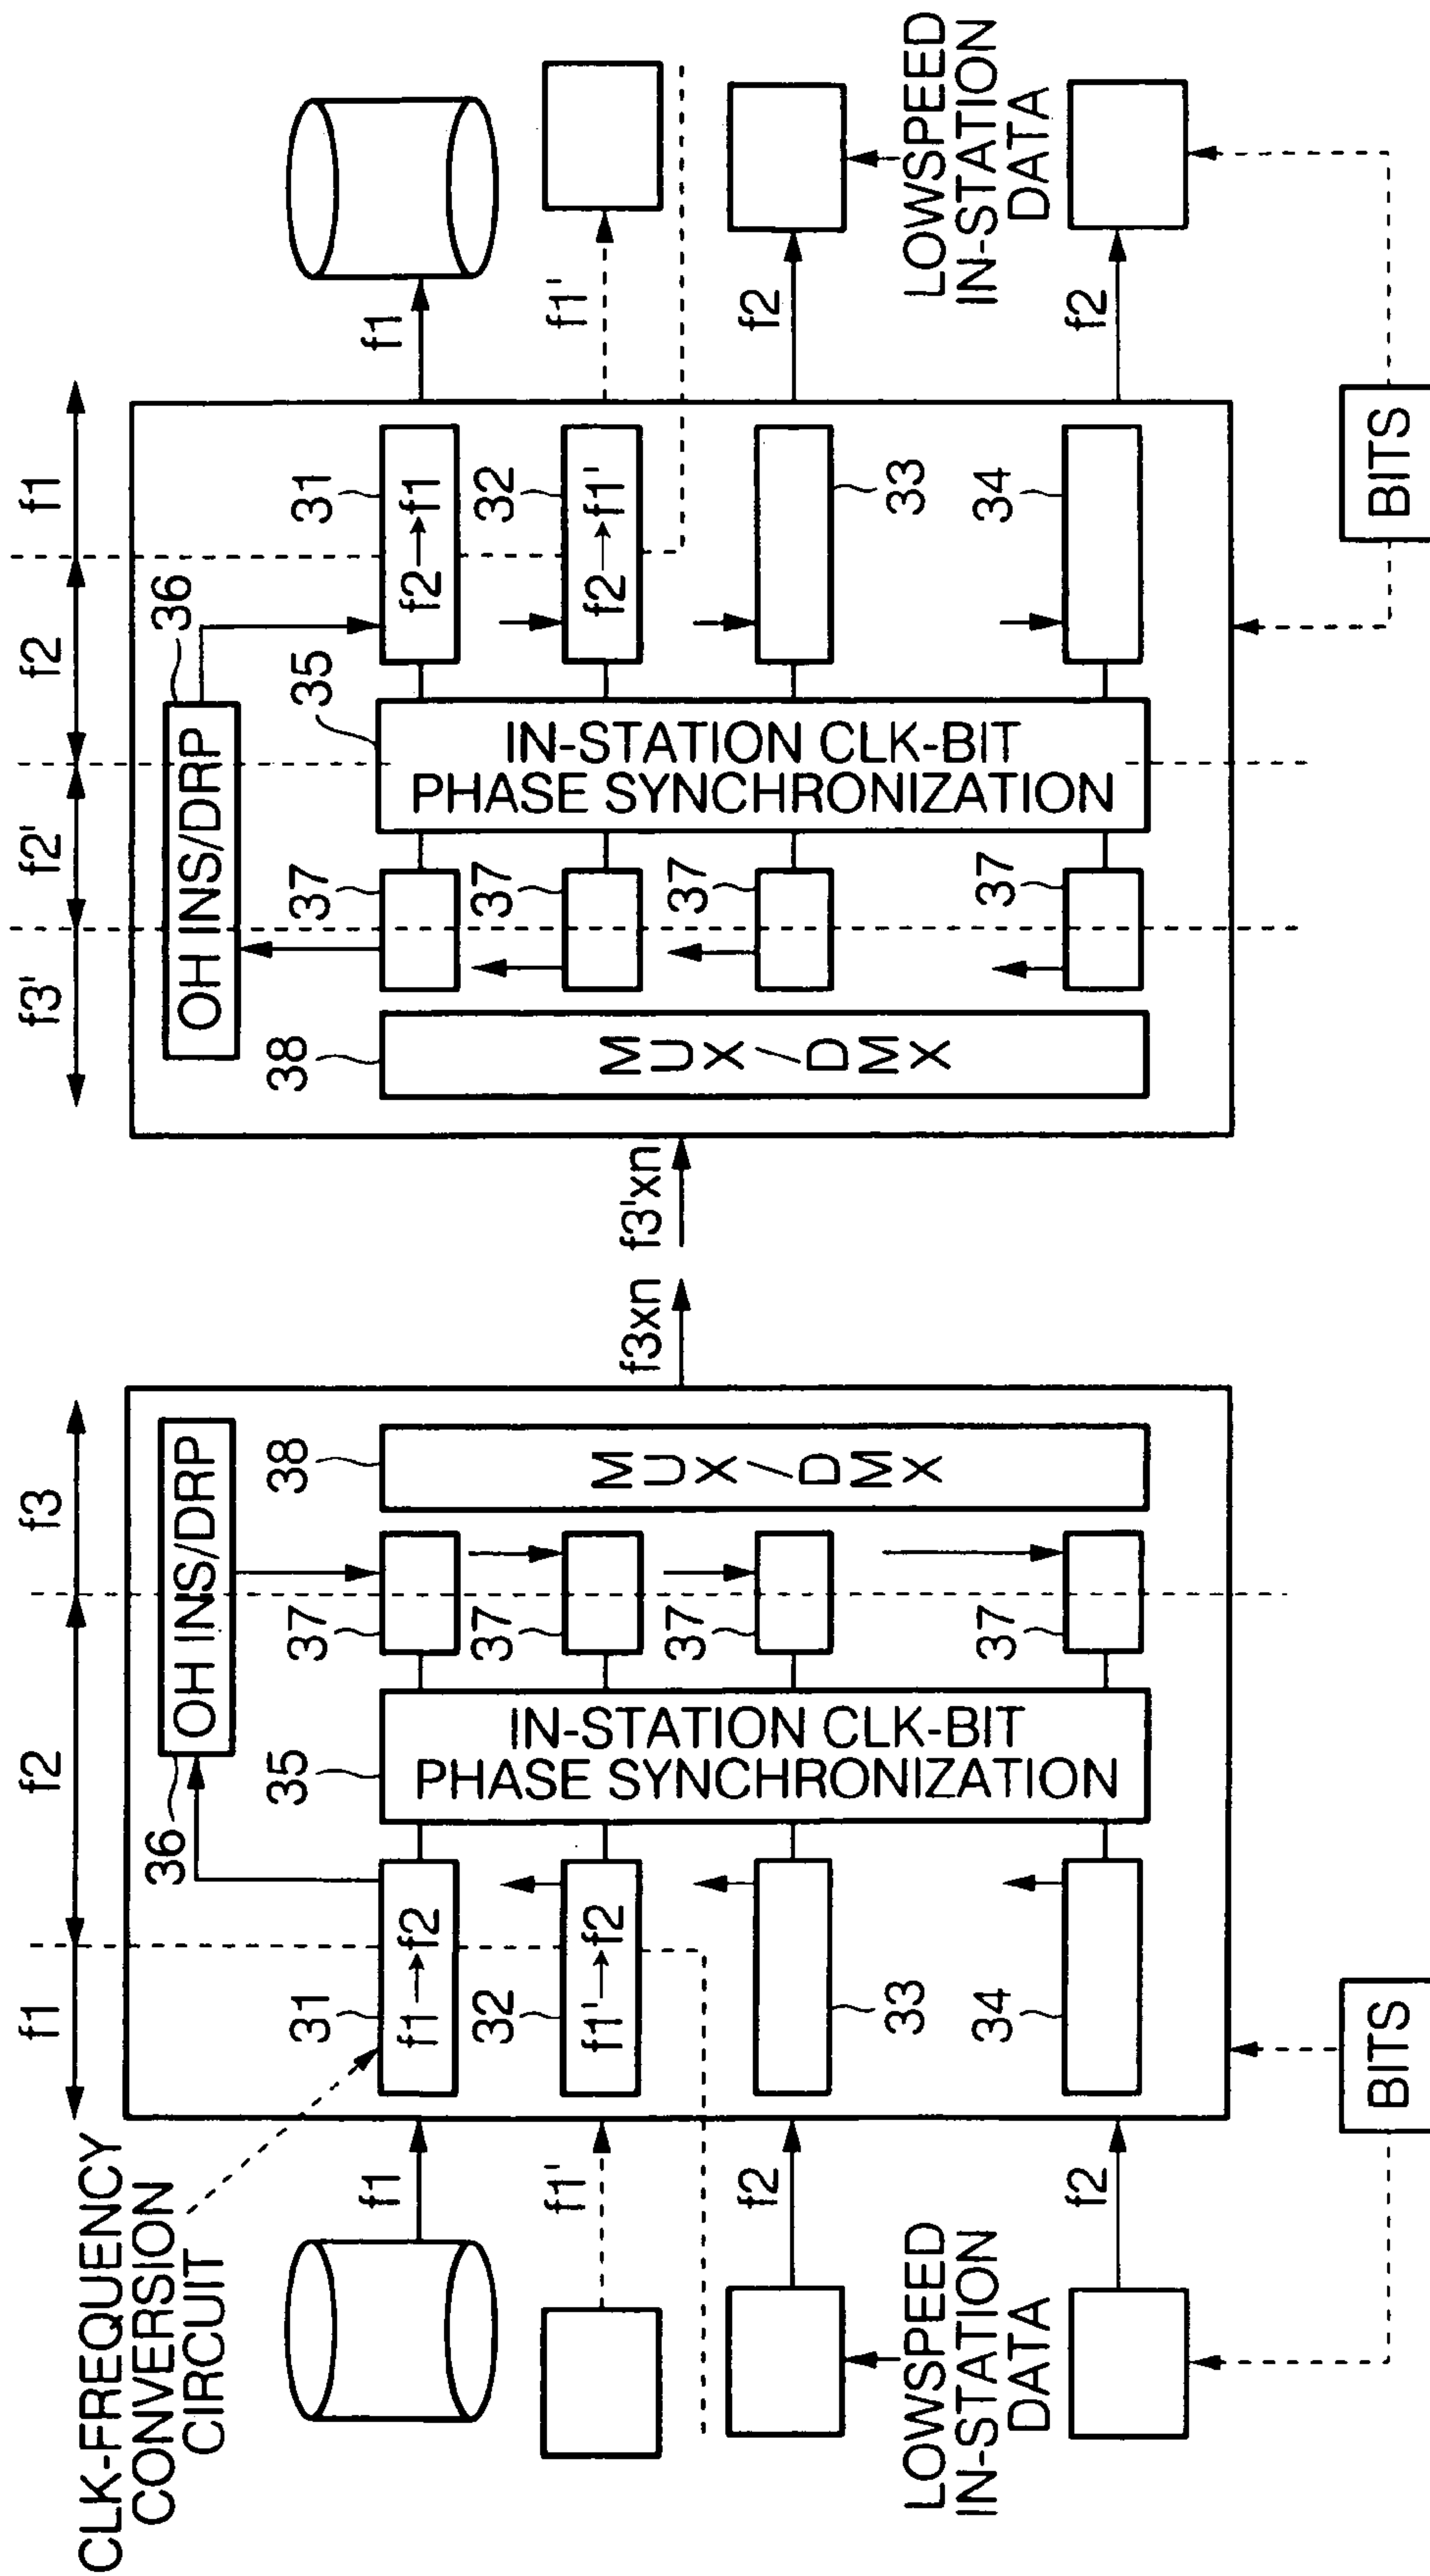 CLK-FREQUENCY
CONVERSION
CIRCUIT
f1
f2
f3
36
OH INS/DRP
f1
31
f1→f2
37
38
f1'
32
f1'→f2
37
35
IN-STATION CLK-BIT
PHASE SYNCHRONIZATION
MUX/DMX
f2
33
37
LOWSPEED
IN-STATION
DATA
f2
34
37
BITS
f3xn
f3'xn
f3'
f2'
f2
f1
OH INS/DRP
36
38
37
35
31
f2→f1
f1
37
32
f2→f1'
f1'
MUX/DMX
IN-STATION CLK-BIT
PHASE SYNCHRONIZATION
37
33
f2
LOWSPEED
IN-STATION
DATA
37
34
f2
BITS